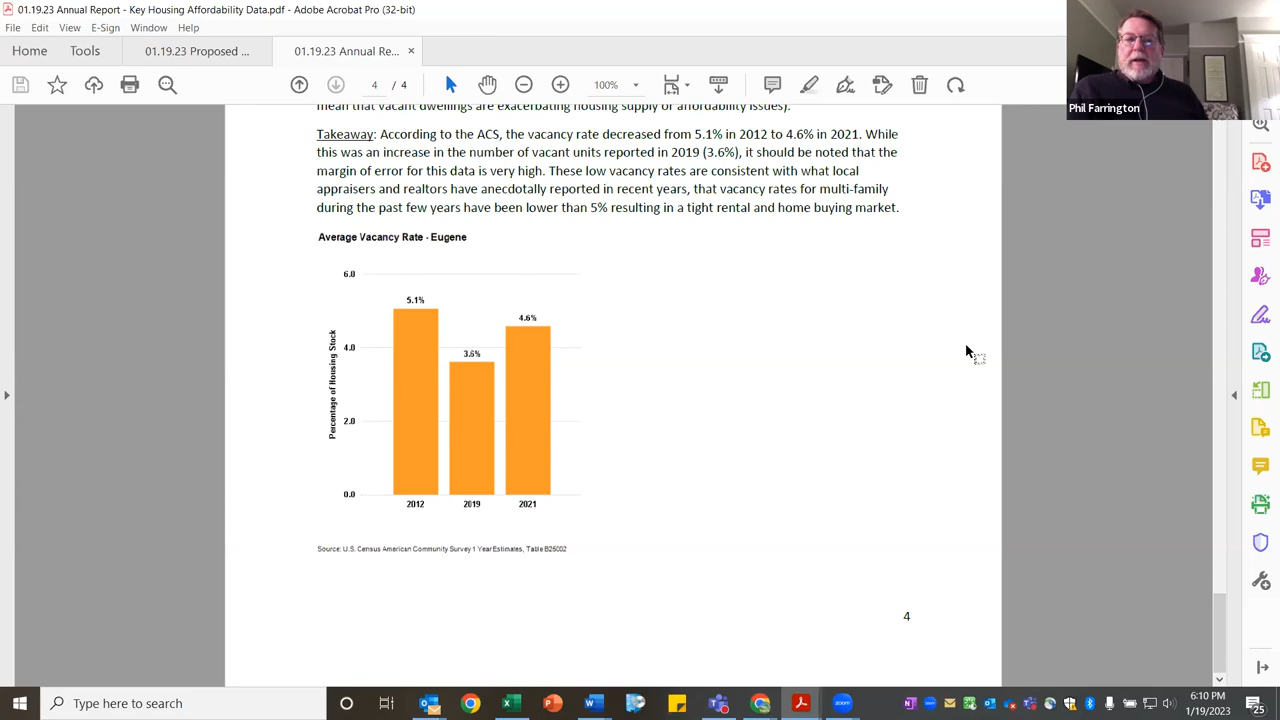 01.19.23 Annual Report - Key Housing Affordability Data.pdf - Adobe Acrobat Pro (32-bit)
File Edit View E-Sign Window Help
Home Tools 01.19.23 Proposed ... 01.19.23 Annual Re... ×
4 / 4 100%
Phil Farrington
mean that vacant dwellings are exacerbating housing supply or affordability issues).
Takeaway: According to the ACS, the vacancy rate decreased from 5.1% in 2012 to 4.6% in 2021. While
this was an increase in the number of vacant units reported in 2019 (3.6%), it should be noted that the
margin of error for this data is very high. These low vacancy rates are consistent with what local
appraisers and realtors have anecdotally reported in recent years, that vacancy rates for multi-family
during the past few years have been lower than 5% resulting in a tight rental and home buying market.
Average Vacancy Rate - Eugene
Percentage of Housing Stock
6.0
4.0
2.0
0.0
5.1%
3.6%
4.6%
2012 2019 2021
Source: U.S. Census American Community Survey 1 Year Estimates, Table B25002
4
Type here to search
zoom
6:10 PM
1/19/2023
25